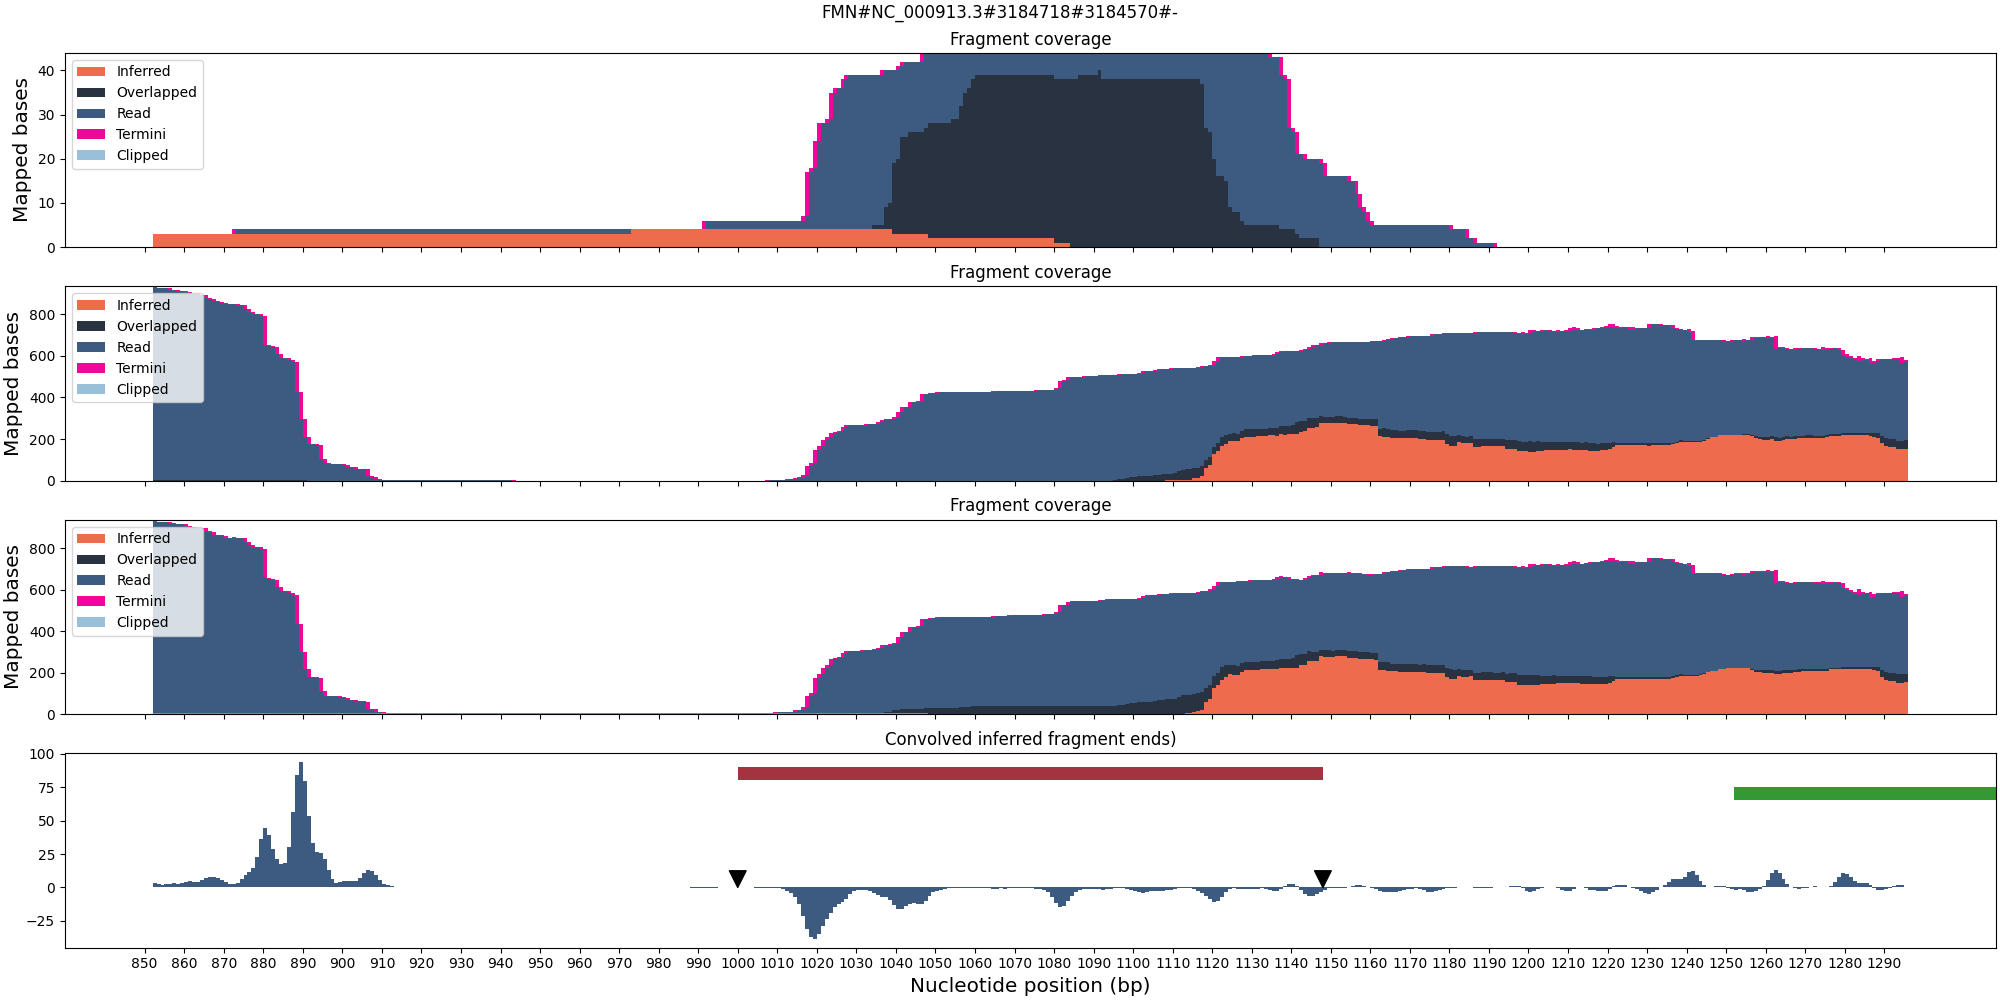 FMN#NC_000913.3#3184718#3184570#-
Fragment coverage
Mapped bases
40
30
20
10
0
Inferred
Overlapped
Read
Termini
Clipped
Fragment coverage
Mapped bases
800
600
400
200
0
Inferred
Overlapped
Read
Termini
Clipped
Fragment coverage
Mapped bases
800
600
400
200
0
Inferred
Overlapped
Read
Termini
Clipped
Convolved inferred fragment ends)
100
75
50
25
0
−25
850 860 870 880 890 900 910 920 930 940 950 960 970 980 990 1000 1010 1020 1030 1040 1050 1060 1070 1080 1090 1100 1110 1120 1130 1140 1150 1160 1170 1180 1190 1200 1210 1220 1230 1240 1250 1260 1270 1280 1290
Nucleotide position (bp)